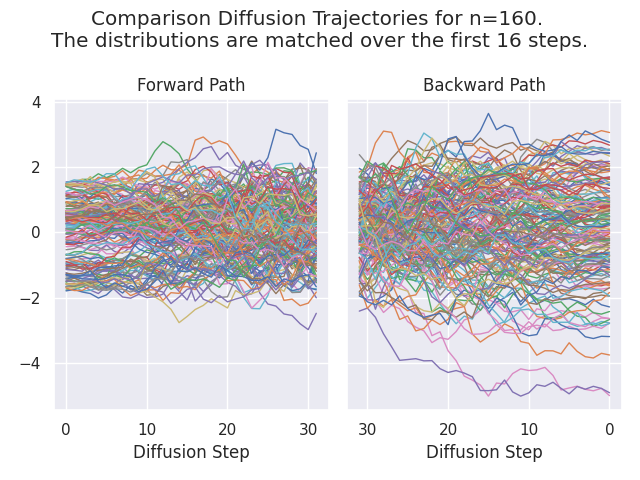 Comparison Diffusion Trajectories for n=160.
The distributions are matched over the first 16 steps.
Forward Path
Backward Path
4
2
0
−2
−4
0 10 20 30
30 20 10 0
Diffusion Step
Diffusion Step